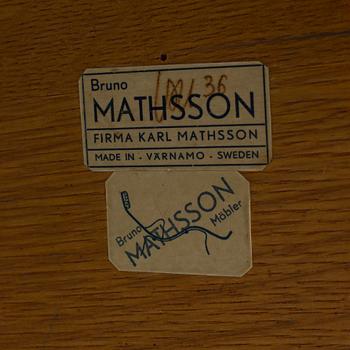 Bruno
MATHSSON
FIRMA KARL MATHSSON
MADE IN - VÄRNAMO - SWEDEN
Bruno
MATHSSON
Möbler